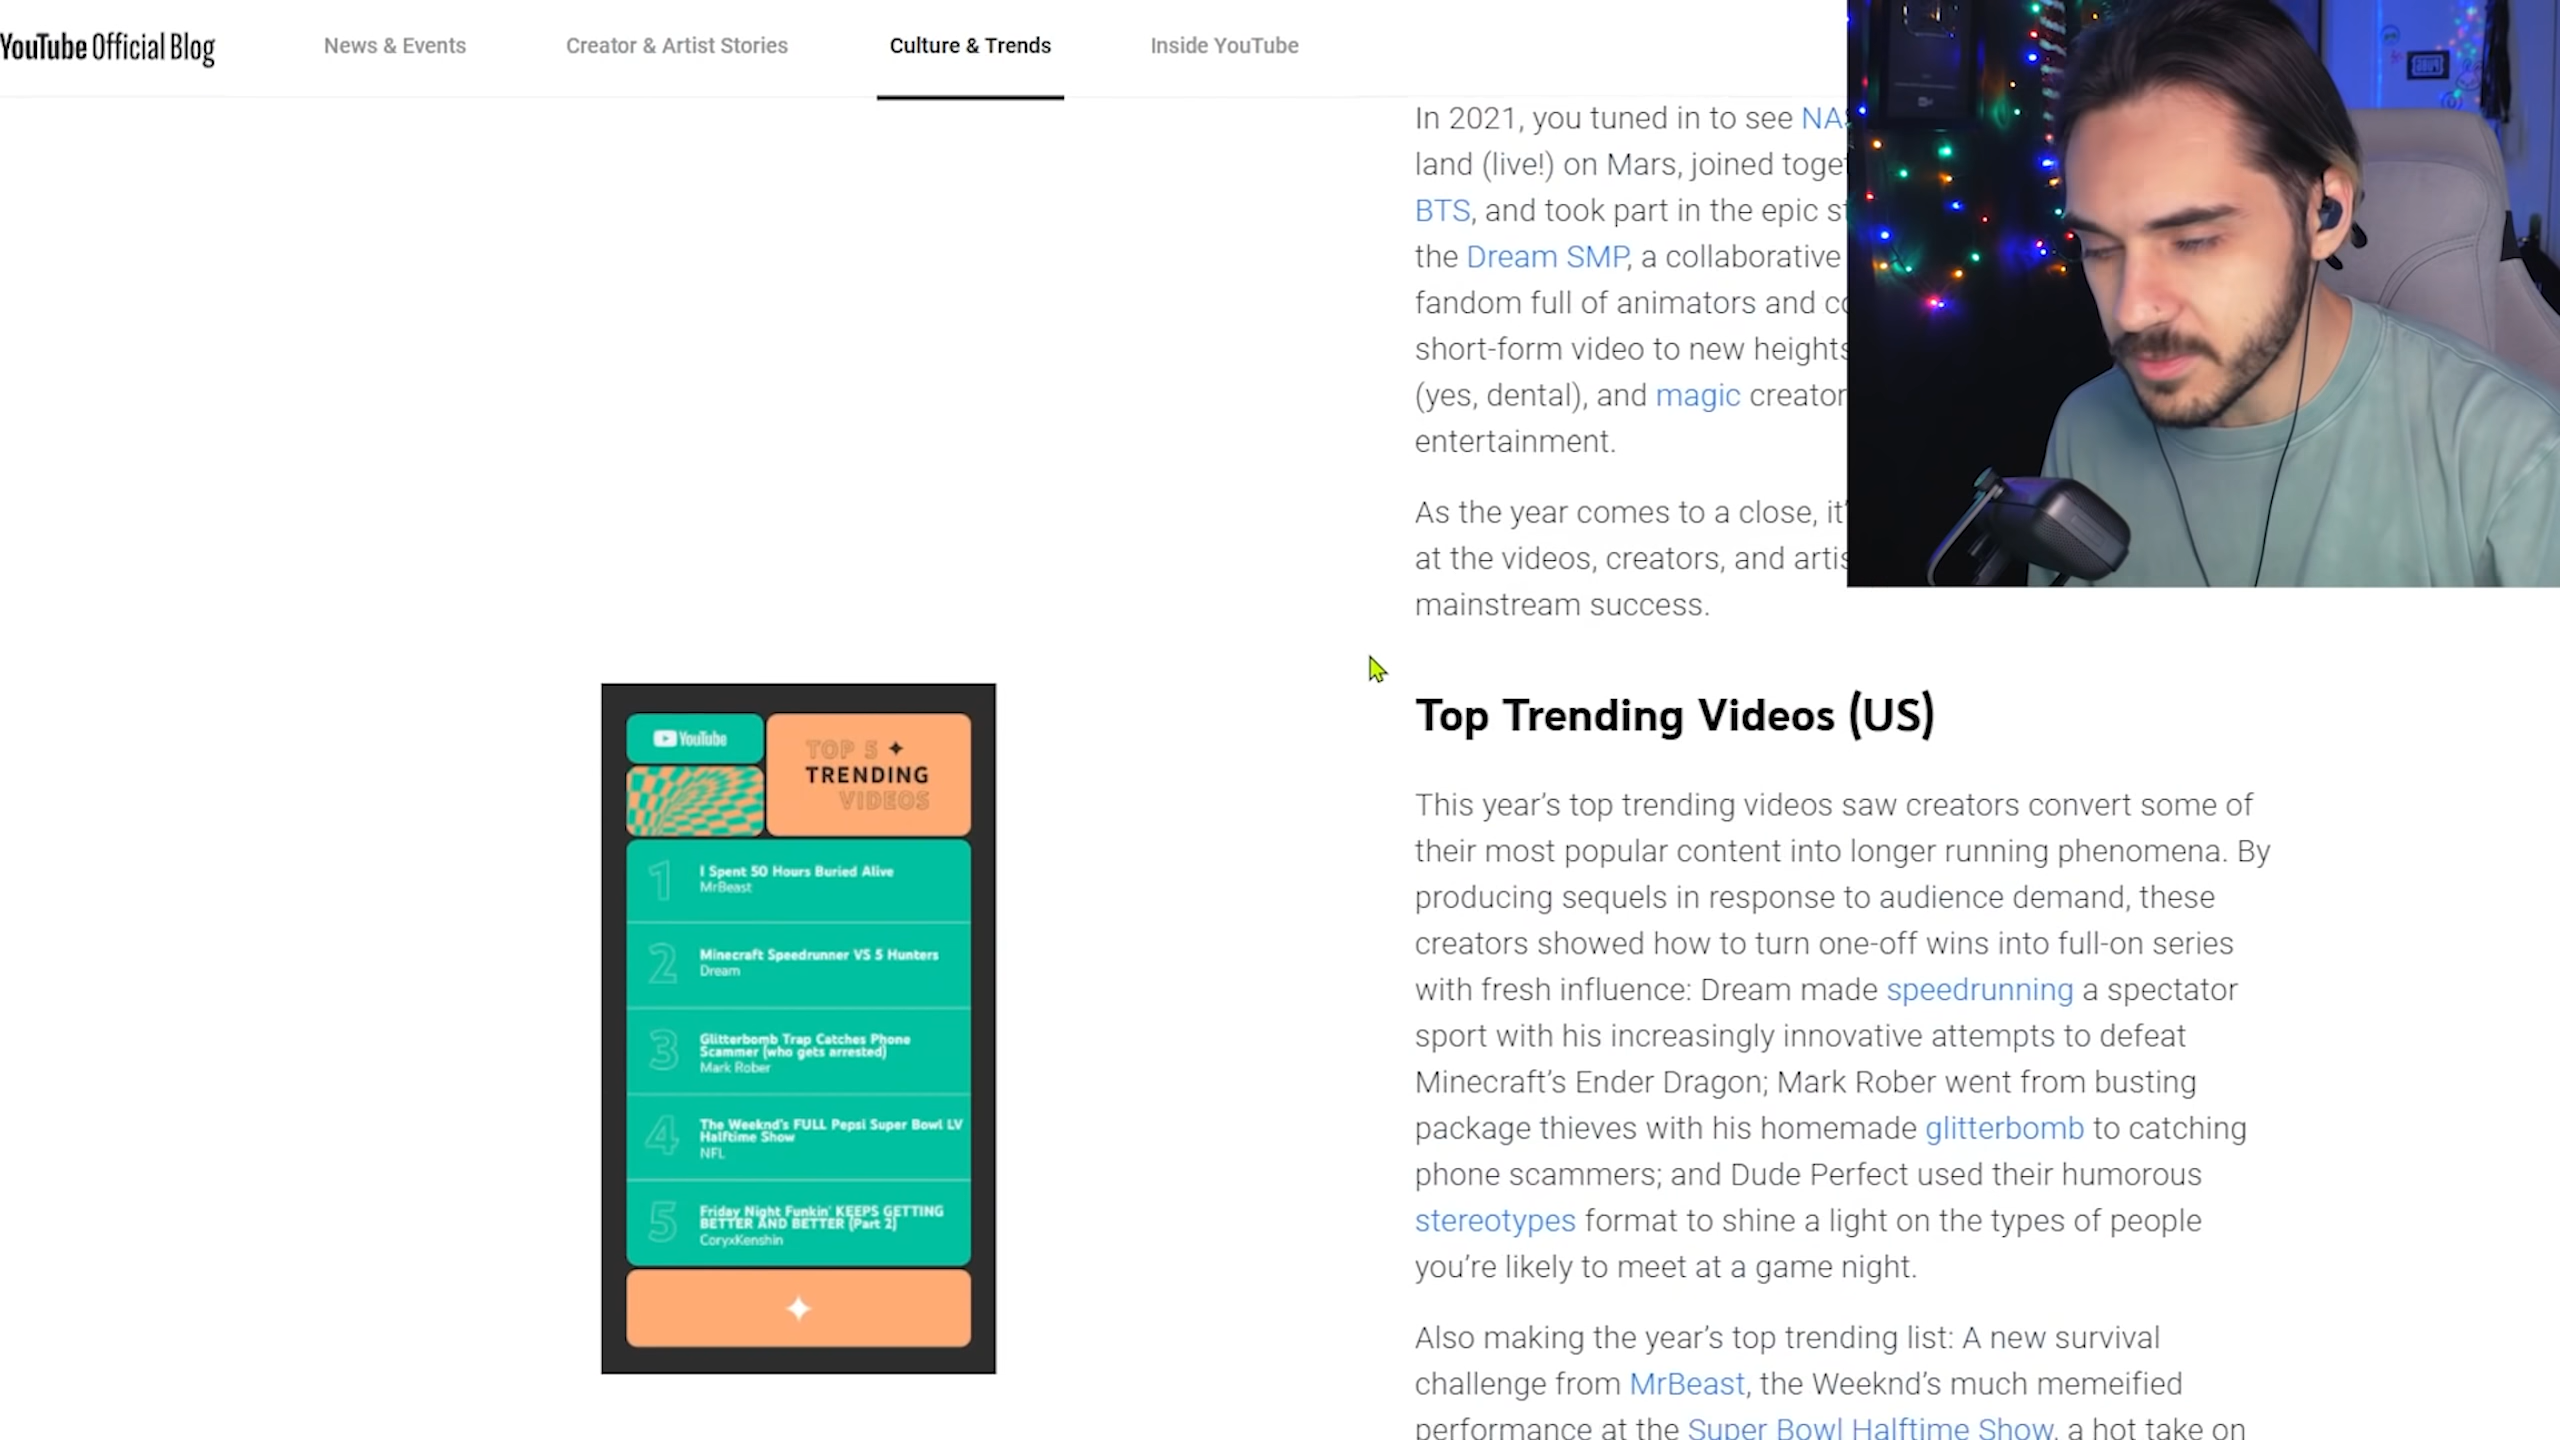 YouTube Official Blog
News & Events
Creator & Artist Stories
Culture & Trends
Inside YouTube
In 2021, you tuned in to see
land (live!) on Mars, joined
BTS, and took part in the epic
the Dream SMP, a collaborative
fandom full of animators and
short-form video to new heights
(yes, dental), and magic creator
entertainment.
As the year comes to a close,
at the videos, creators, and
mainstream success.
YouTube
TOP 5
TRENDING
VIDEOS
1
I Spent 50 Hours Buried Alive
MrBeast
2
Minecraft Speedrunner VS 5 Hunters
Dream
3
Glitterbomb Trap Catches Phone
Scammer (who gets arrested)
Mark Rober
4
The Weeknd's FULL Pepsi Super Bowl LV
Halftime Show
NFL
5
Friday Night Funkin' KEEPS GETTING
BETTER AND BETTER (Part 2)
CoryxKenshin
Top Trending Videos (US)
This year’s top trending videos saw creators convert some of
their most popular content into longer running phenomena. By
producing sequels in response to audience demand, these
creators showed how to turn one-off wins into full-on series
with fresh influence: Dream made speedrunning a spectator
sport with his increasingly innovative attempts to defeat
Minecraft’s Ender Dragon; Mark Rober went from busting
package thieves with his homemade glitterbomb to catching
phone scammers; and Dude Perfect used their humorous
stereotypes format to shine a light on the types of people
you’re likely to meet at a game night.
Also making the year’s top trending list: A new survival
challenge from MrBeast, the Weeknd’s much memeified
performance at the Super Bowl Halftime Show, a hot take on